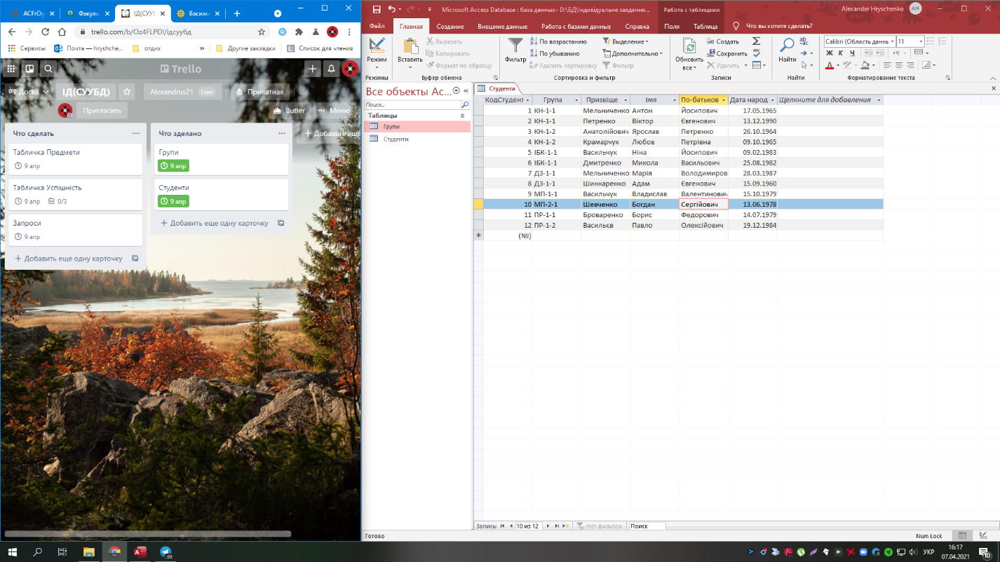 ACFrOg
Факуль
ІД(СУУБ
Василь
trello.com/b/Oz4FLPDI/ідсуубд
Сервисы
Почта — hryshche...
отдих
»
Другие закладки
Список для чтения
Trello
Доска
ІД(СУУБД)
Alexandrus21 Free
Приватная
Пригласить
Butler
Меню
Что сделать
Табличка Предмети
9 апр
Табличка Успішність
9 апр 0/3
Запроси
9 апр
+ Добавить еще одну карточку
Что зделано
Групи
9 апр
Студенти
9 апр
+ Добавить еще одну карточку
+ Добавьте еще
Microsoft Access Database : база данных- D:\БД\Індивідуальне завдання...
Работа с таблицами
Alexander Hryschenko
AH
Файл Главная Создание Внешние данные Работа с базами данных Справка Поля Таблица Что вы хотите сделать?
Режим
Режимы
Вставить
Вырезать
Копировать
Формат по образцу
Буфер обмена
Фильтр
По возрастанию
По убыванию
Удалить сортировку
Выделение
Дополнительно
Фильтр
Сортировка и фильтр
Обновить все
Создать
Сохранить
Удалить
Записи
Найти
Найти
Calibri (Область данн 11
Ж К Ч
Форматирование текста
Все объекты Ac...
Поиск...
Таблицы
Групи
Студенти
Студенти
КодСтудент Група Призвіще Імя По-батьков Дата народ Щелкните для добавления
1 КН-1-1 Мельниченко Антон Йосипович 17.05.1965
2 КН-1-1 Петренко Віктор Євгенович 13.12.1990
3 КН-1-2 Анатолійович Ярослав Петренко 26.10.1964
4 КН-1-2 Крамарчук Любов Петрівна 09.10.1965
5 ІБК-1-1 Васильчук Ніна Йосипович 09.02.1983
6 ІБК-1-1 Дмитренко Микола Васильович 25.08.1982
7 ДЗ-1-1 Мельниченко Марія Володимиров 28.03.1987
8 ДЗ-1-1 Шинкаренко Адам Євгенович 15.09.1960
9 МП-1-1 Васильчук Владислав Валентинович 15.10.1979
10 МП-2-1 Шевченко Богдан Сергійович 13.06.1978
11 ПР-1-1 Броваренко Борис Федорович 14.07.1979
12 ПР-1-2 Васильєв Павло Олексійович 19.12.1984
(№)
Запись: 10 из 12 Нет фильтра Поиск
Готово
Num Lock
99
УКР
16:17
07.04.2021
10